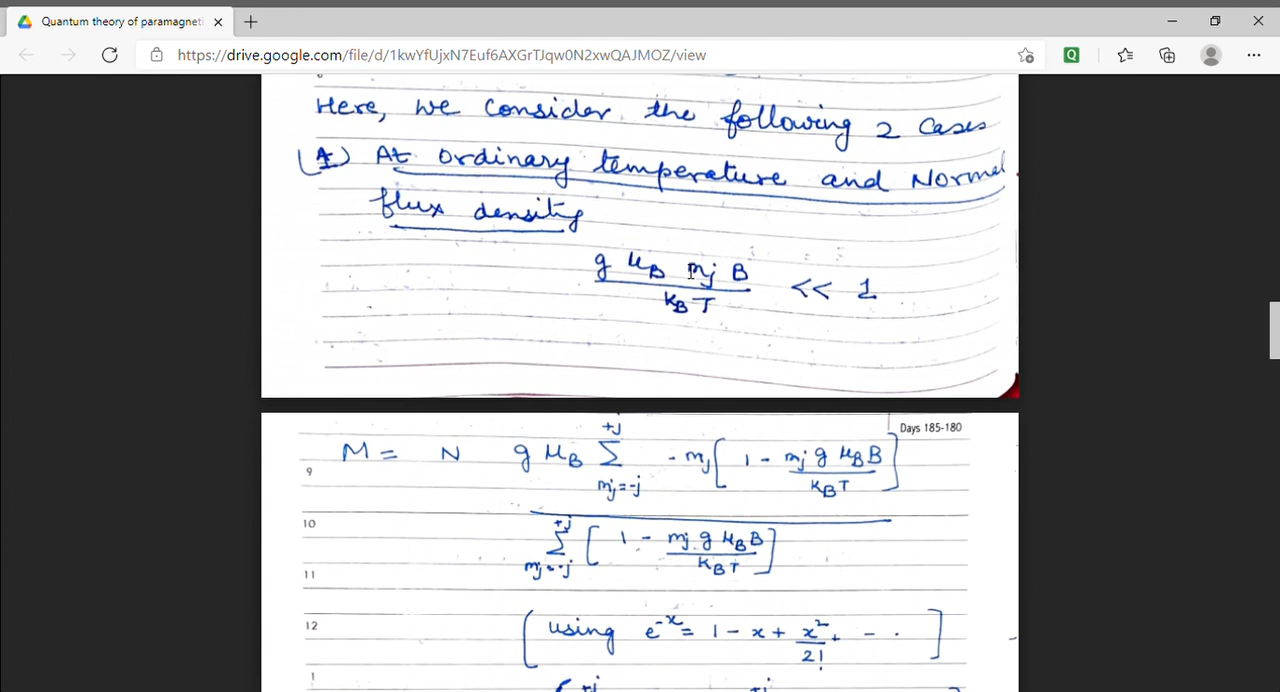 Quantum theory of paramagneti
https://drive.google.com/file/d/1kwYfUjxN7Euf6AXGrTJqw0N2xwQAJMOZ/view
Here, we consider the following 2 cases
(A) At ordinary temperature and Normal
flux density
g μB mj B / kB T << 1
Days 185-180
M = N g μB Σ(mj=-j to +j) -mj [1 - mj g μB B / kB T]
9
10
Σ(mj=-j to +j) [1 - mj g μB B / kB T]
11
12
[using e^-x = 1 - x + x²/2! + - ·]
1
+j +j